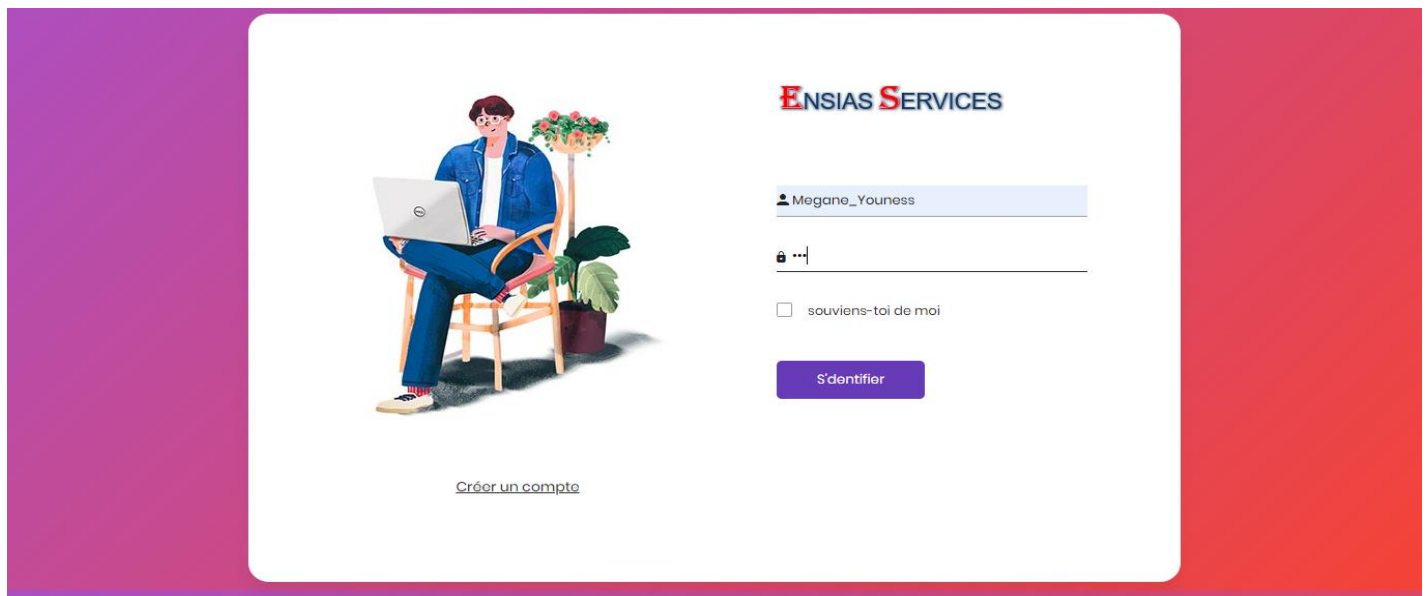 ENSIAS SERVICES
Megane_Youness
•••
souviens-toi de moi
S'dentifier
Créer un compte